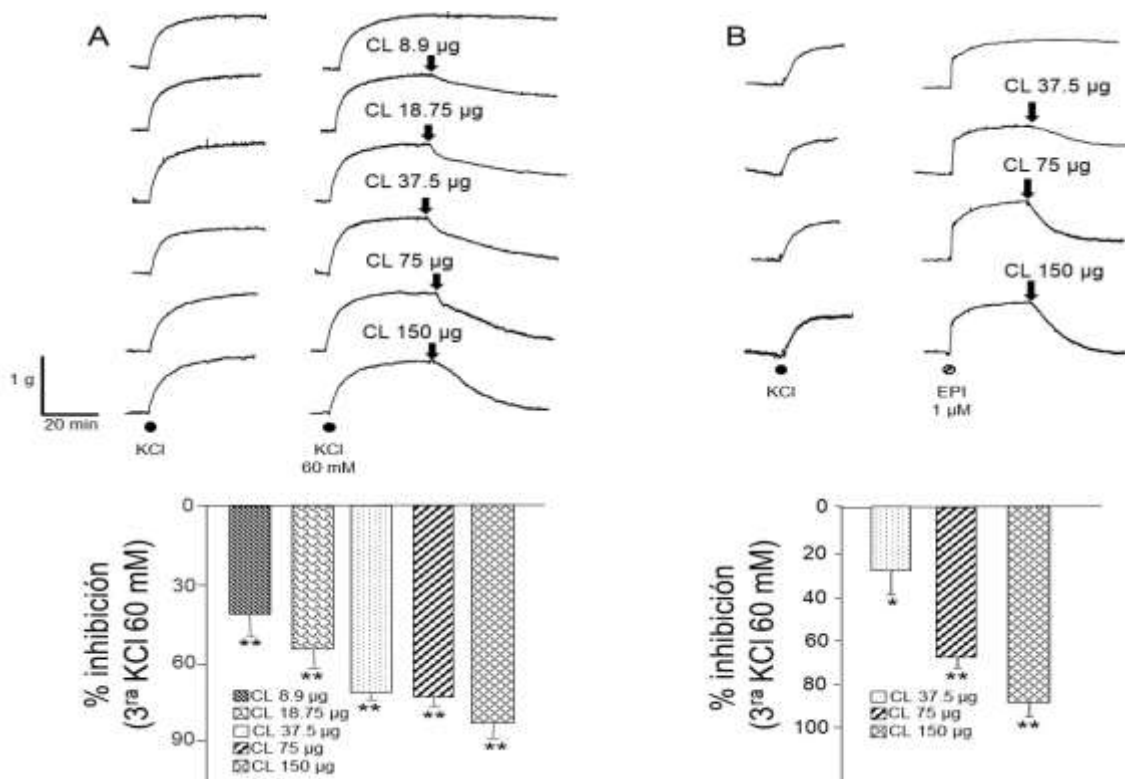 A
CL 8.9 µg
CL 18.75 µg
CL 37.5 µg
CL 75 µg
CL 150 µg
1 g
20 min
KCl
KCl
60 mM
B
CL 37.5 µg
CL 75 µg
CL 150 µg
KCl
EPI
1 µM
% inhibición
(3ra KCl 60 mM)
0
30
60
90
**
**
**
**
**
CL 8.9 µg
CL 18.75 µg
CL 37.5 µg
CL 75 µg
CL 150 µg
% inhibición
(3ra KCl 60 mM)
0
20
40
60
80
100
*
**
**
CL 37.5 µg
CL 75 µg
CL 150 µg